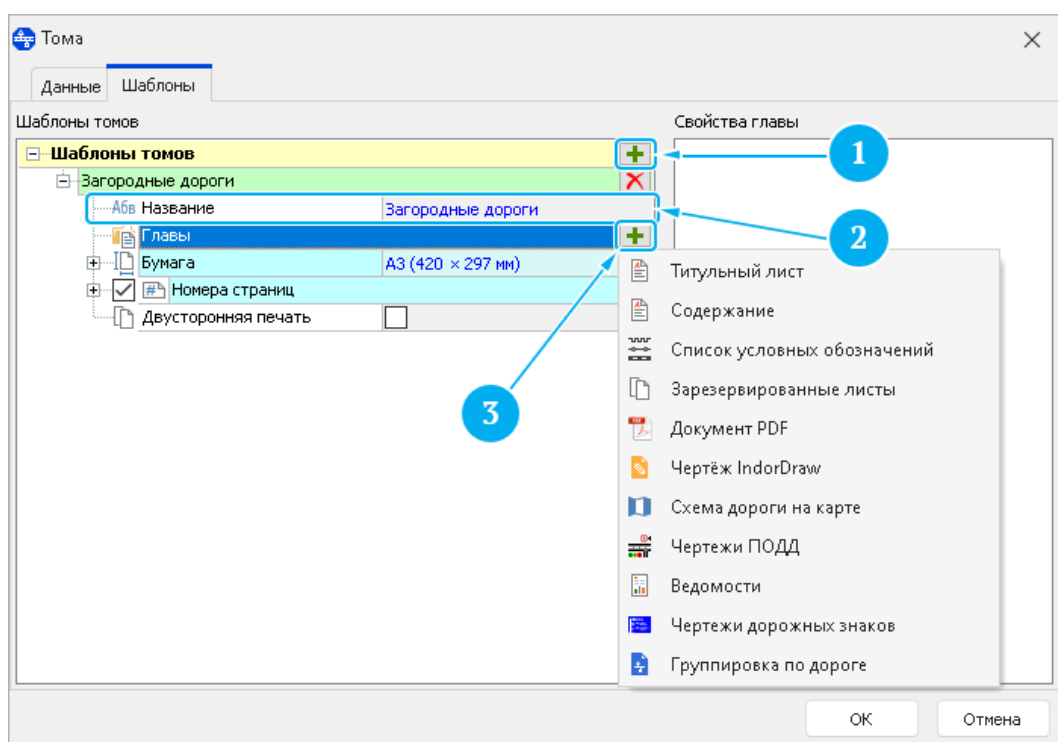 Тома
Данные Шаблоны
Шаблоны томов Свойства главы
Шаблоны томов
1
Загородные дороги
Абв Название Загородные дороги
2
Главы
Бумага А3 (420 × 297 мм)
# Номера страниц
Двусторонняя печать
3
Титульный лист
Содержание
Список условных обозначений
Зарезервированные листы
Документ PDF
Чертёж IndorDraw
Схема дороги на карте
Чертежи ПОДД
Ведомости
Чертежи дорожных знаков
Группировка по дороге
ОК Отмена